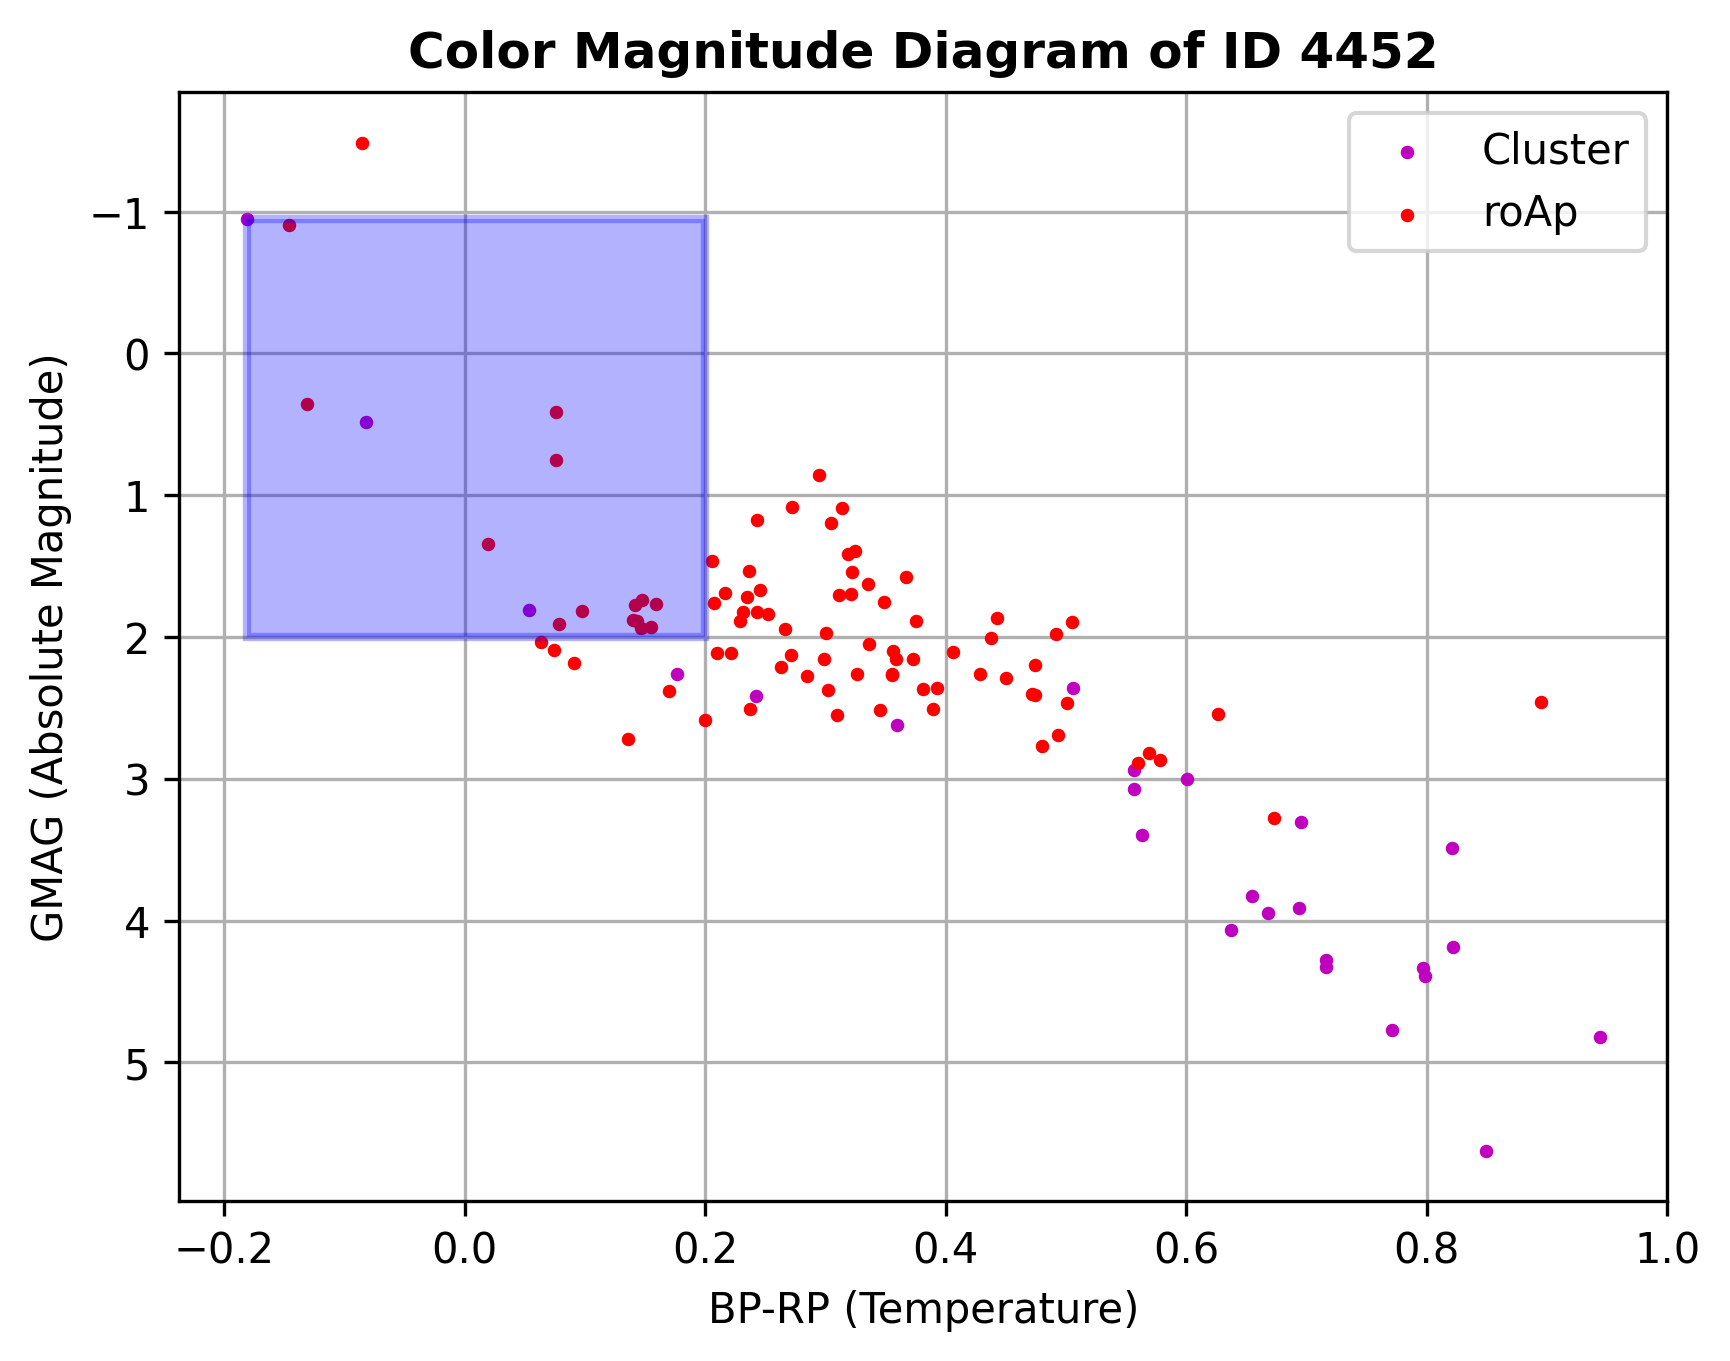 Color Magnitude Diagram of ID 4452
Cluster
roAp
GMAG (Absolute Magnitude)
−1
0
1
2
3
4
5
−0.2 0.0 0.2 0.4 0.6 0.8 1.0
BP-RP (Temperature)